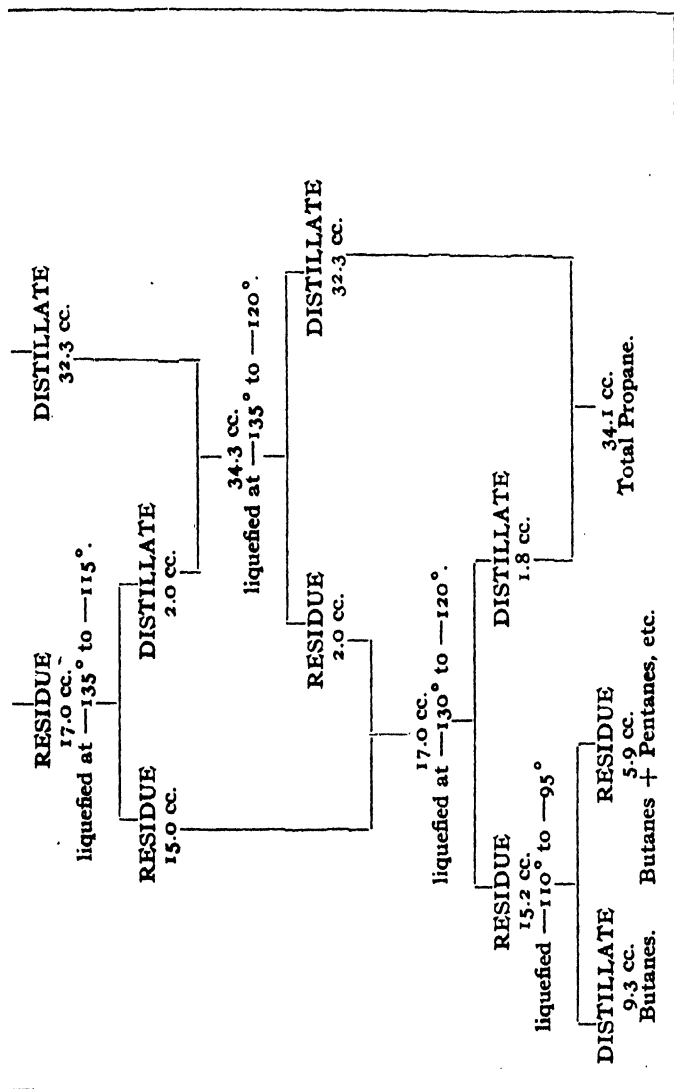 RESIDUE
17.0 cc.
liquefied at —135° to —115°.
DISTILLATE
32.3 cc.
RESIDUE
15.0 cc.
DISTILLATE
2.0 cc.
34.3 cc.
liquefied at —135° to —120°.
RESIDUE
2.0 cc.
DISTILLATE
32.3 cc.
17.0 cc.
liquefied at —130° to —120°.
RESIDUE
15.2 cc.
liquefied —110° to —95°
DISTILLATE
1.8 cc.
34.1 cc.
Total Propane.
DISTILLATE
9.3 cc.
Butanes.
RESIDUE
5.9 cc.
Butanes + Pentanes, etc.